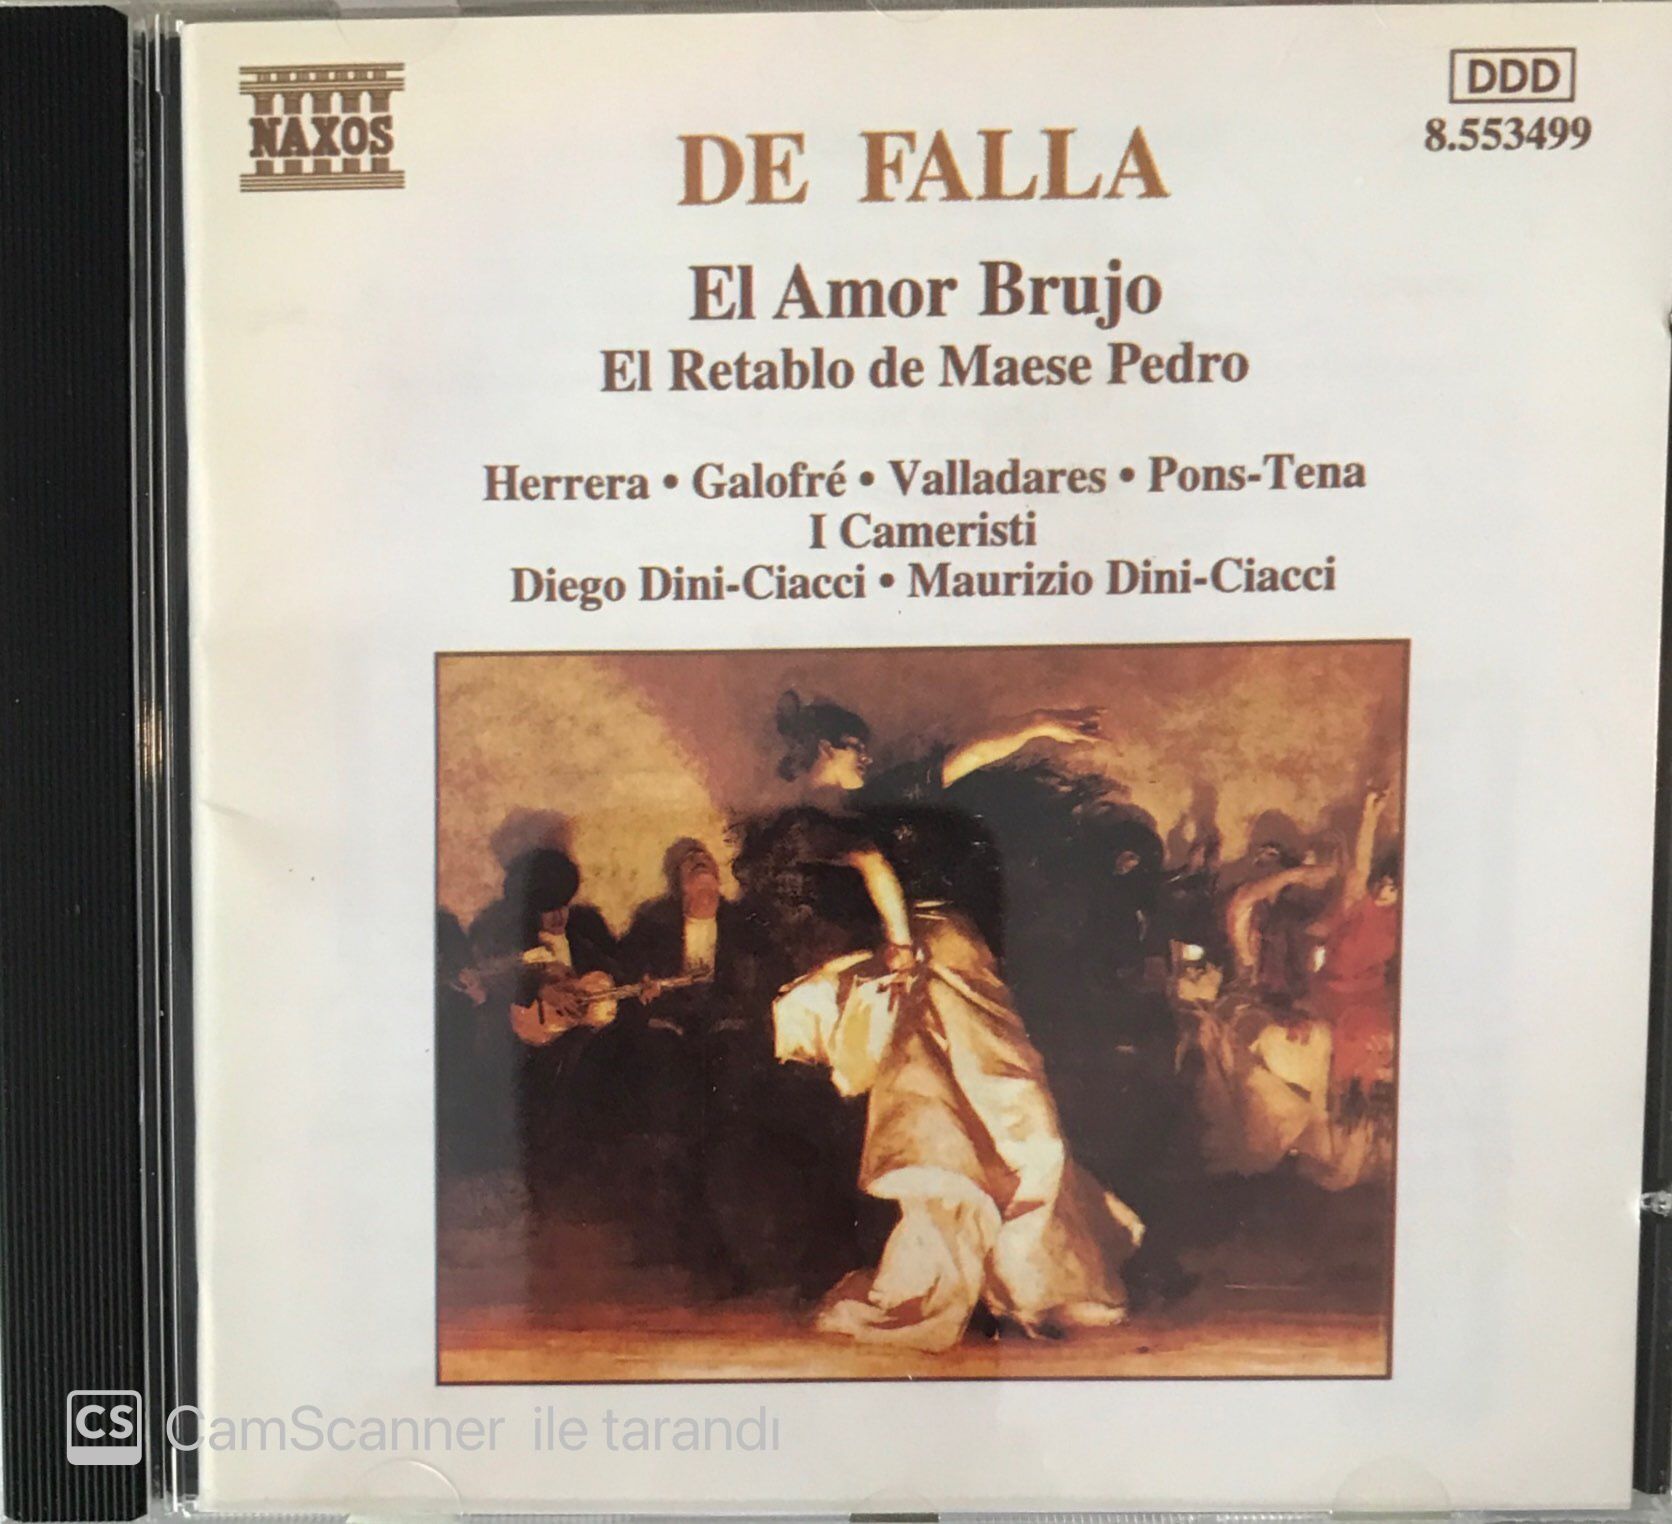 NAXOS
DDD
8.553499
DE FALLA
El Amor Brujo
El Retablo de Maese Pedro
Herrera • Galofré • Valladares • Pons-Tena
I Cameristi
Diego Dini-Ciacci • Maurizio Dini-Ciacci
CS CamScanner ile tarandı